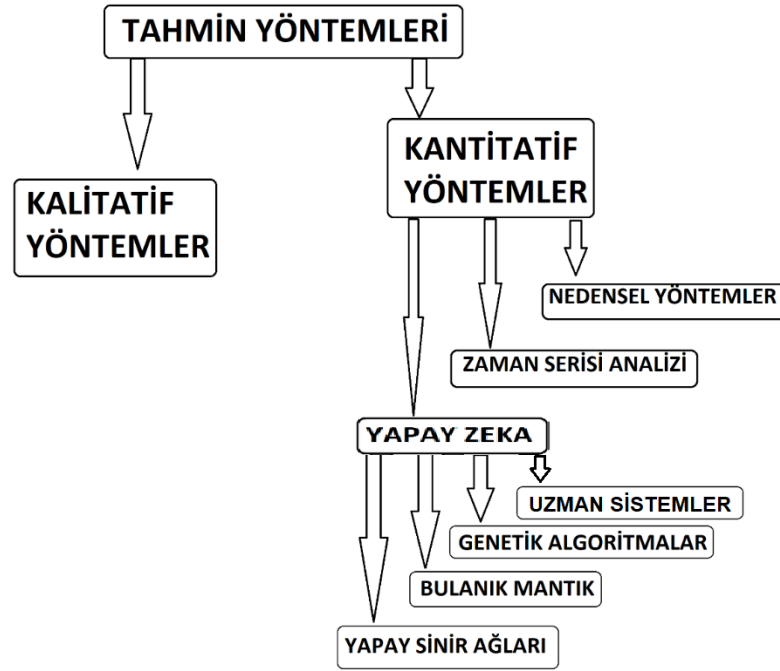 TAHMİN YÖNTEMLERİ
KALİTATİF
YÖNTEMLER
KANTİTATİF
YÖNTEMLER
NEDENSEL YÖNTEMLER
ZAMAN SERİSİ ANALİZİ
YAPAY ZEKA
UZMAN SİSTEMLER
GENETİK ALGORİTMALAR
BULANIK MANTIK
YAPAY SİNİR AĞLARI